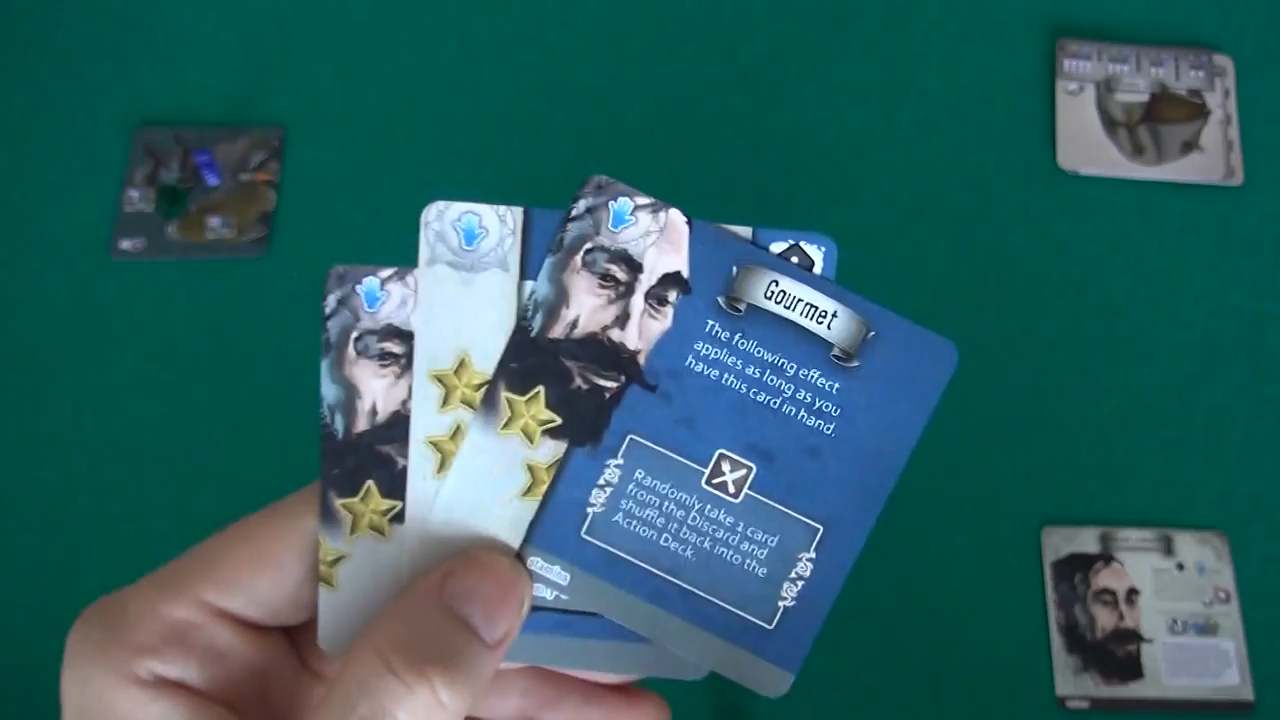 Gourmet
The following effect
applies as long as you
have this card in hand.
Randomly take 1 card
from the Discard and
shuffle it back into the
Action Deck.
stamina